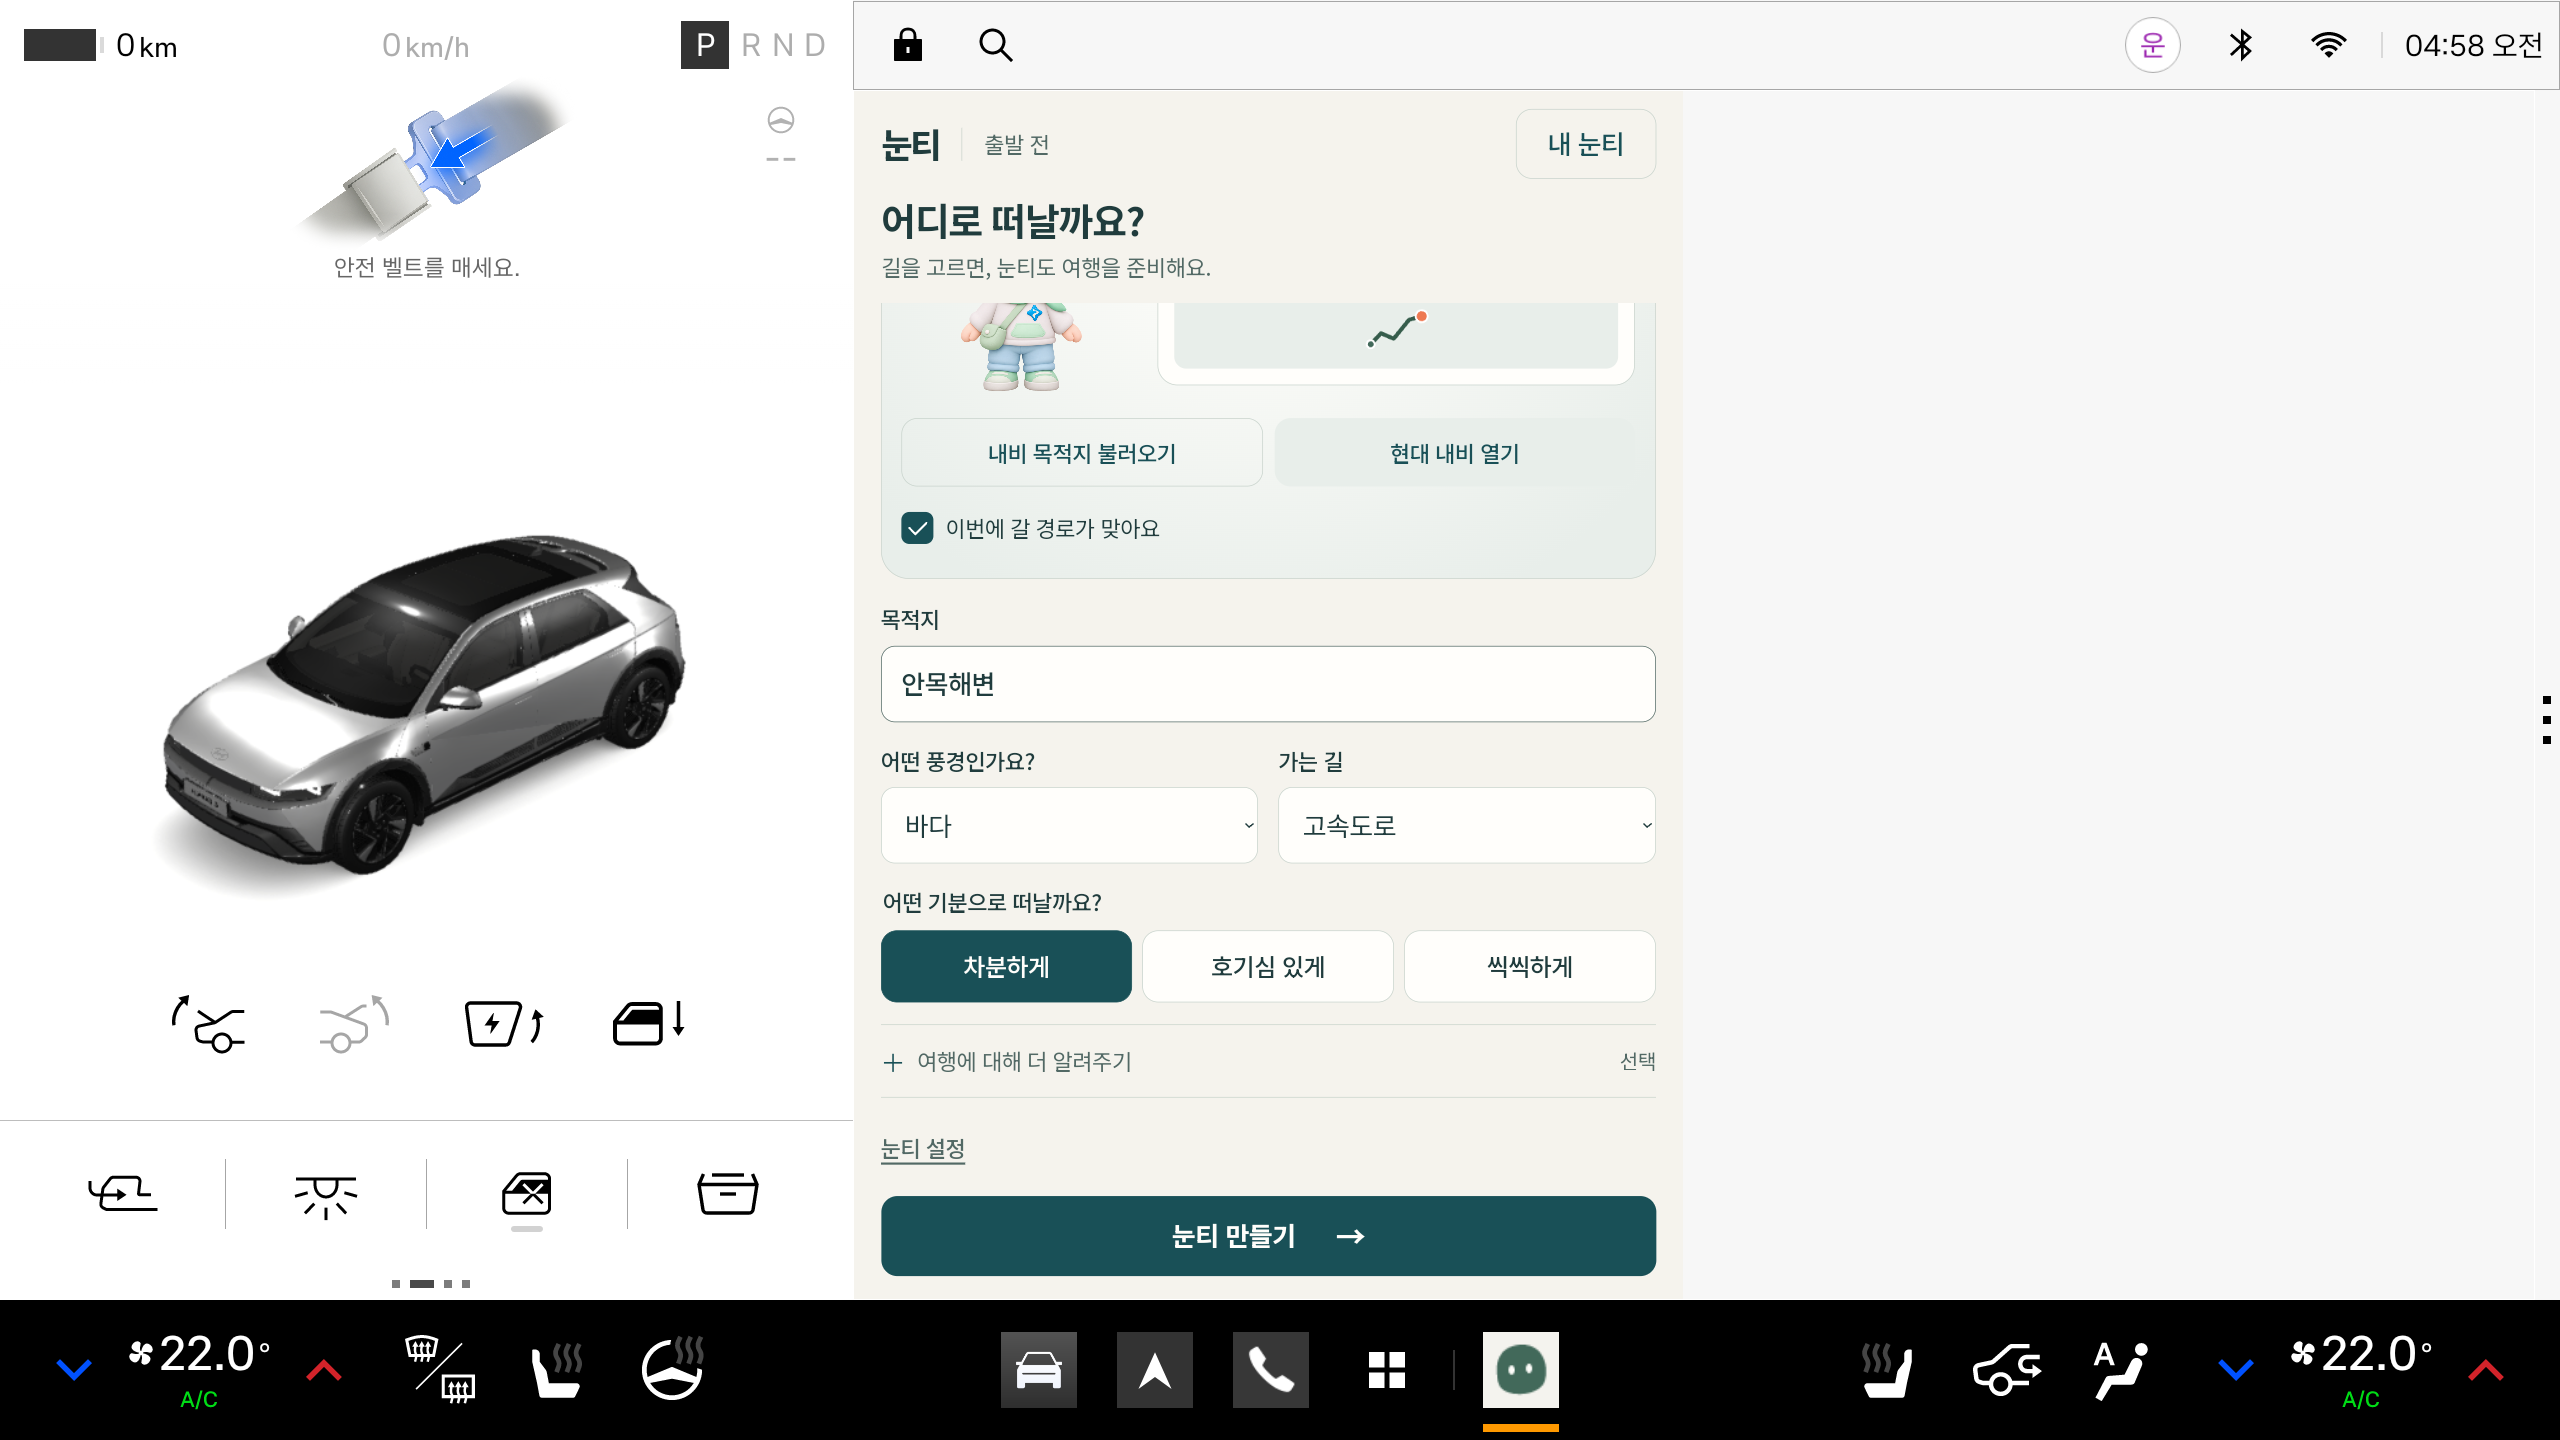 0 km
0 km/h
P R N D
04:58 오전
운
안전 벨트를 매세요.
눈티
출발 전
내 눈티
어디로 떠날까요?
길을 고르면, 눈티도 여행을 준비해요.
내비 목적지 불러오기
현대 내비 열기
이번에 갈 경로가 맞아요
목적지
안목해변
어떤 풍경인가요?
가는 길
바다
고속도로
어떤 기분으로 떠날까요?
차분하게
호기심 있게
씩씩하게
+ 여행에 대해 더 알려주기
선택
눈티 설정
눈티 만들기 →
22.0°
A/C
A
22.0°
A/C